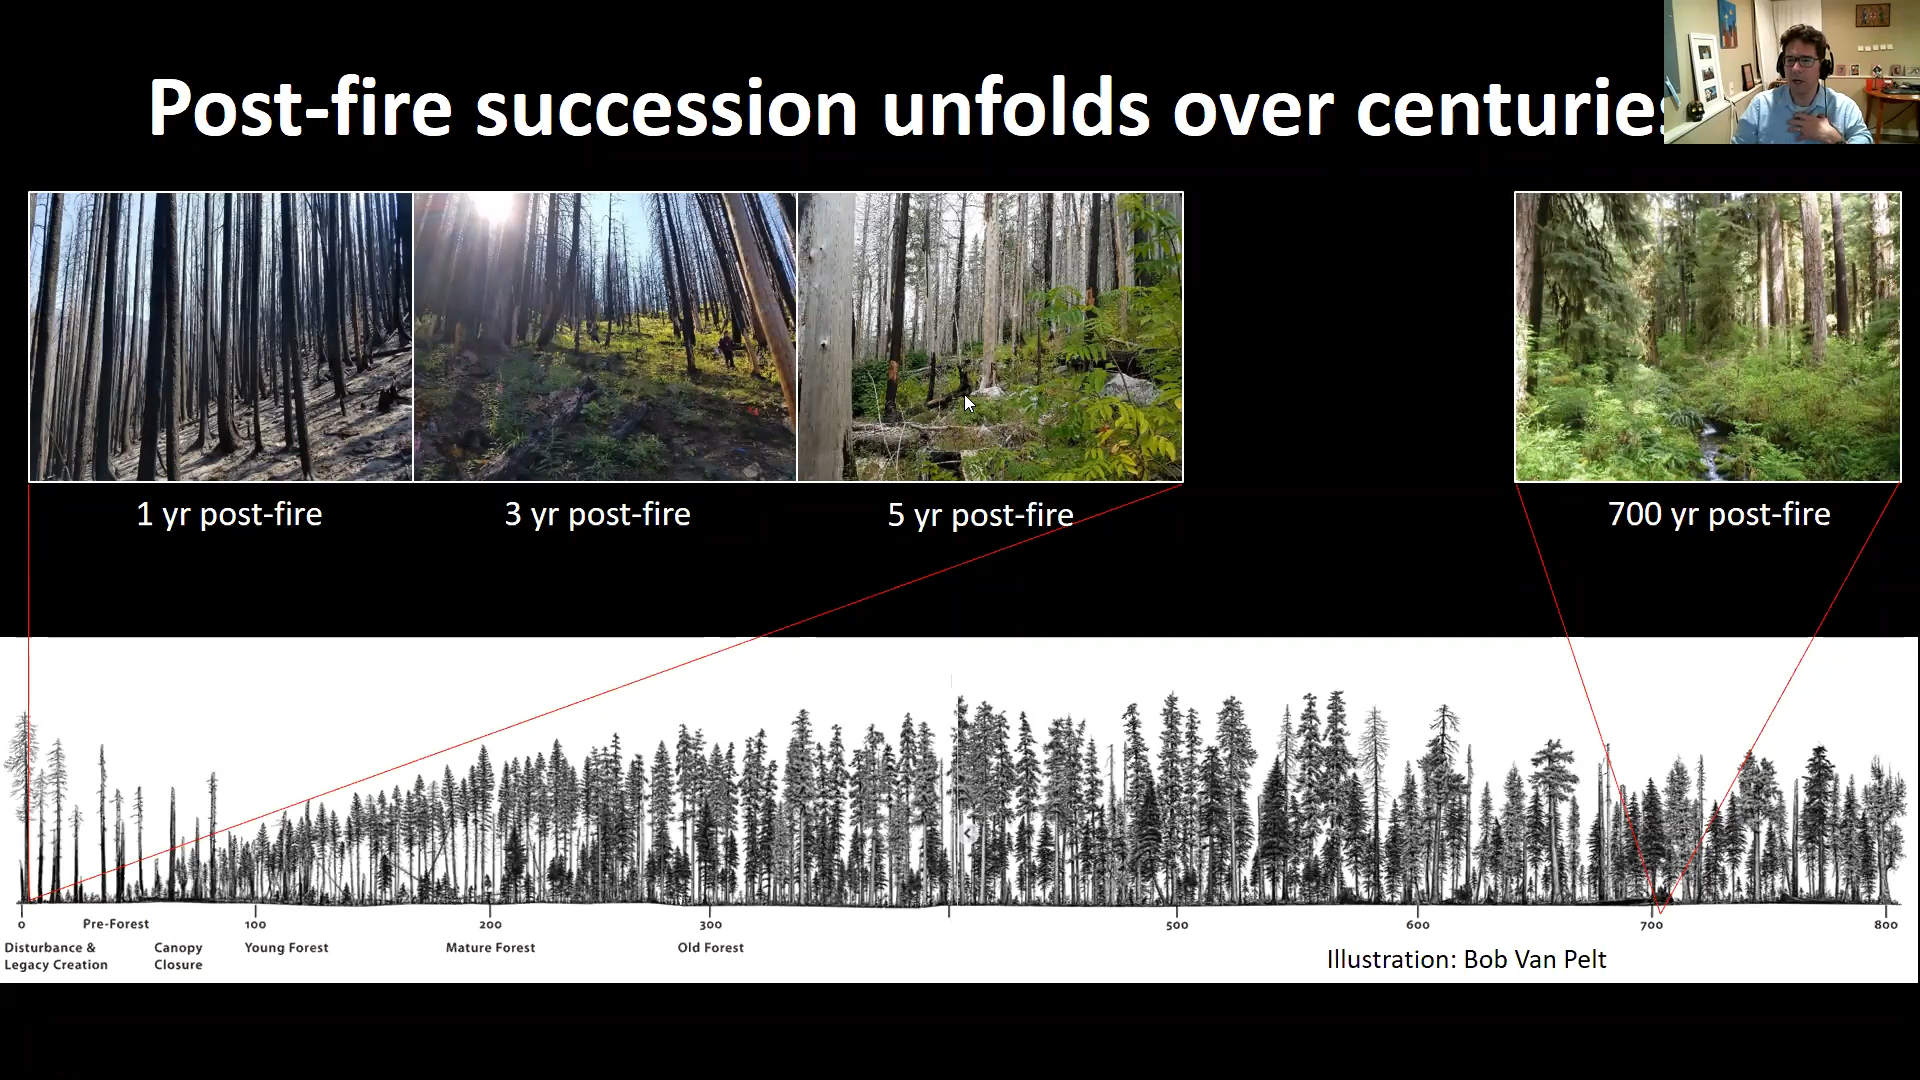 Post-fire succession unfolds over centuries
1 yr post-fire
3 yr post-fire
5 yr post-fire
700 yr post-fire
0
Pre-Forest
100
200
300
500
600
700
800
Disturbance &
Legacy Creation
Canopy
Closure
Young Forest
Mature Forest
Old Forest
Illustration: Bob Van Pelt